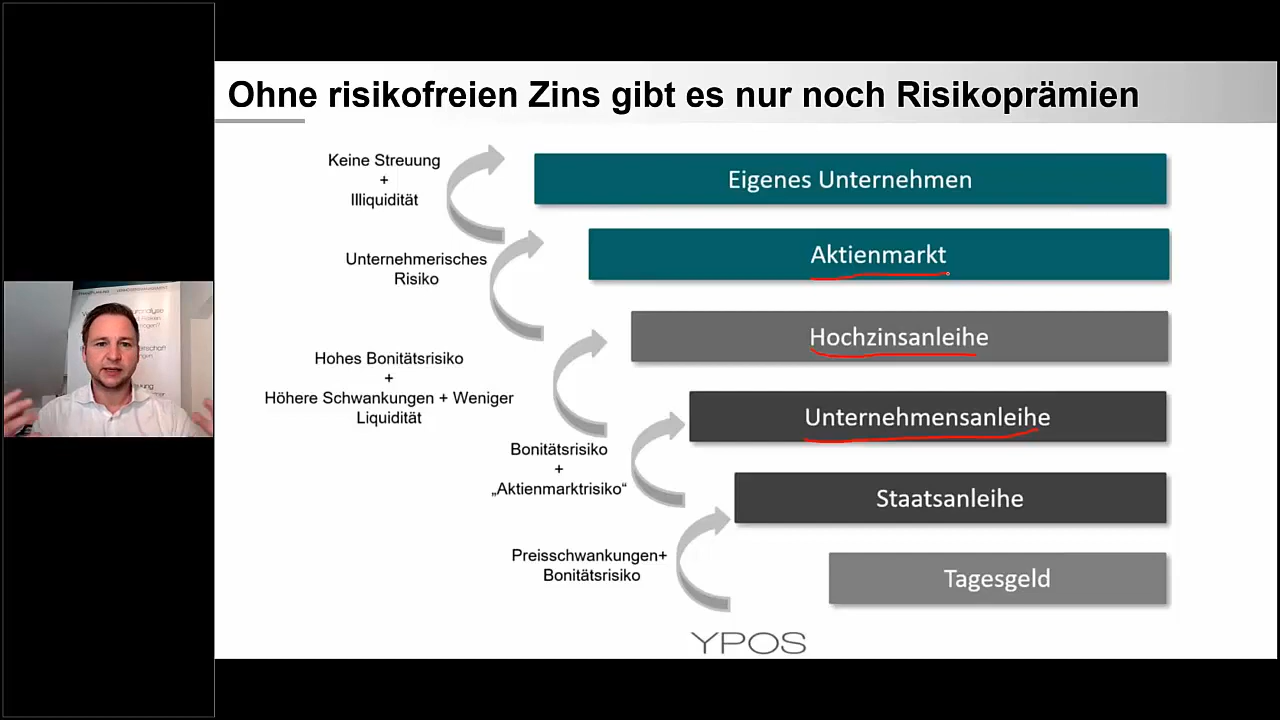 Ohne risikofreien Zins gibt es nur noch Risikoprämien
Keine Streuung
+
Illiquidität
Eigenes Unternehmen
Unternehmerisches
Risiko
Aktienmarkt
Hohes Bonitätsrisiko
+
Höhere Schwankungen + Weniger
Liquidität
Hochzinsanleihe
Bonitätsrisiko
+
„Aktienmarktrisiko“
Unternehmensanleihe
Preisschwankungen+
Bonitätsrisiko
Staatsanleihe
Tagesgeld
YPOS